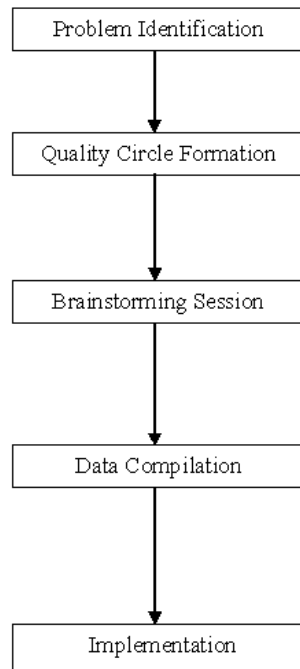 Problem Identification
Quality Circle Formation
Brainstorming Session
Data Compilation
Implementation